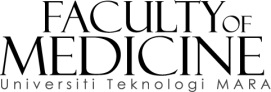 FACULTY OF
MEDICINE
Universiti Teknologi MARA